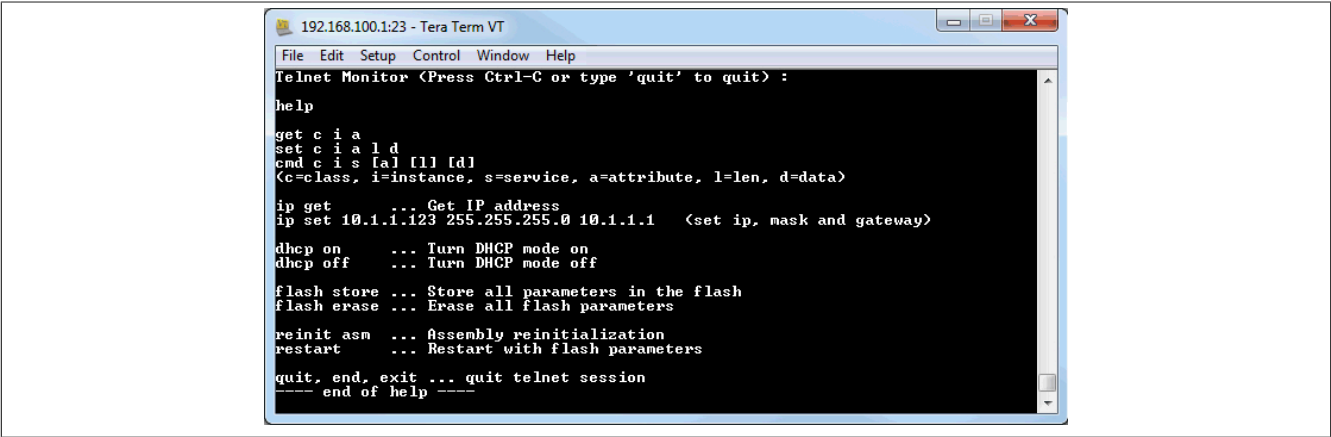 192.168.100.1:23 - Tera Term VT
File Edit Setup Control Window Help
Telnet Monitor (Press Ctrl-C or type 'quit' to quit) :
help
get c i a
set c i a l d
cmd c i s [a] [l] [d]
(c=class, i=instance, s=service, a=attribute, l=len, d=data)
ip get ... Get IP address
ip set 10.1.1.123 255.255.255.0 10.1.1.1 (set ip, mask and gateway)
dhcp on ... Turn DHCP mode on
dhcp off ... Turn DHCP mode off
flash store ... Store all parameters in the flash
flash erase ... Erase all flash parameters
reinit asm ... Assembly reinitialization
restart ... Restart with flash parameters
quit, end, exit ... quit telnet session
---- end of help ----